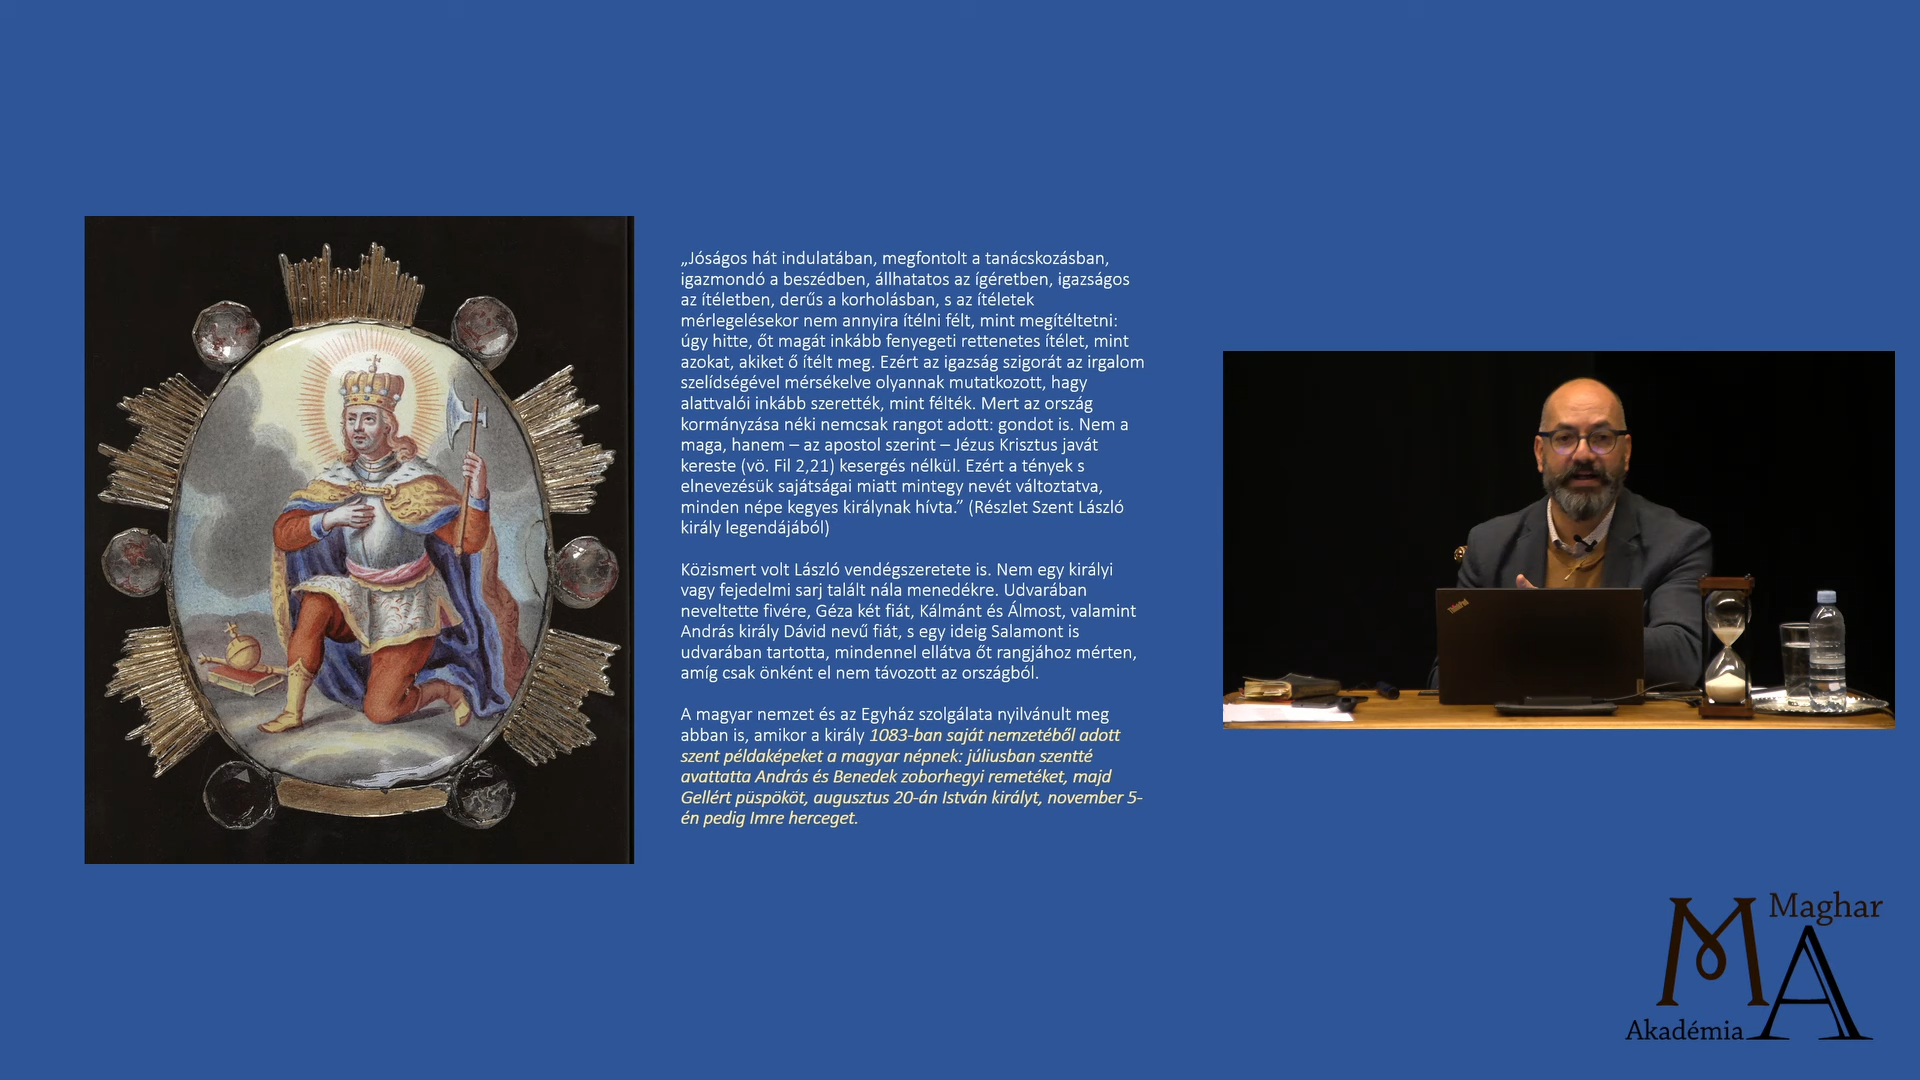 „Jóságos hát indulatában, megfontolt a tanácskozásban,
igazmondó a beszédben, állhatatos az ígéretben, igazságos
az ítéletben, derűs a korholásban, s az ítéletek
mérlegelésekor nem annyira ítélni félt, mint megítéltetni:
úgy hitte, őt magát inkább fenyegeti rettenetes ítélet, mint
azokat, akiket ő ítélt meg. Ezért az igazság szigorát az irgalom
szelídségével mérsékelve olyannak mutatkozott, hagy
alattvalói inkább szerették, mint félték. Mert az ország
kormányzása néki nemcsak rangot adott: gondot is. Nem a
maga, hanem – az apostol szerint – Jézus Krisztus javát
kereste (vö. Fil 2,21) kesergés nélkül. Ezért a tények s
elnevezésük sajátságai miatt mintegy nevét változtatva,
minden népe kegyes királynak hívta.” (Részlet Szent László
király legendájából)
Közismert volt László vendégszeretete is. Nem egy királyi
vagy fejedelmi sarj talált nála menedékre. Udvarában
neveltette fivére, Géza két fiát, Kálmánt és Álmost, valamint
András király Dávid nevű fiát, s egy ideig Salamont is
udvarában tartotta, mindennel ellátva őt rangjához mérten,
amíg csak önként el nem távozott az országból.
A magyar nemzet és az Egyház szolgálata nyilvánult meg
abban is, amikor a király 1083-ban saját nemzetéből adott
szent példaképeket a magyar népnek: júliusban szentté
avattatta András és Benedek zoborhegyi remetéket, majd
Gellért püspököt, augusztus 20-án István királyt, november 5-
én pedig Imre herceget.
ThinkPad
Maghar
MA
Akadémia